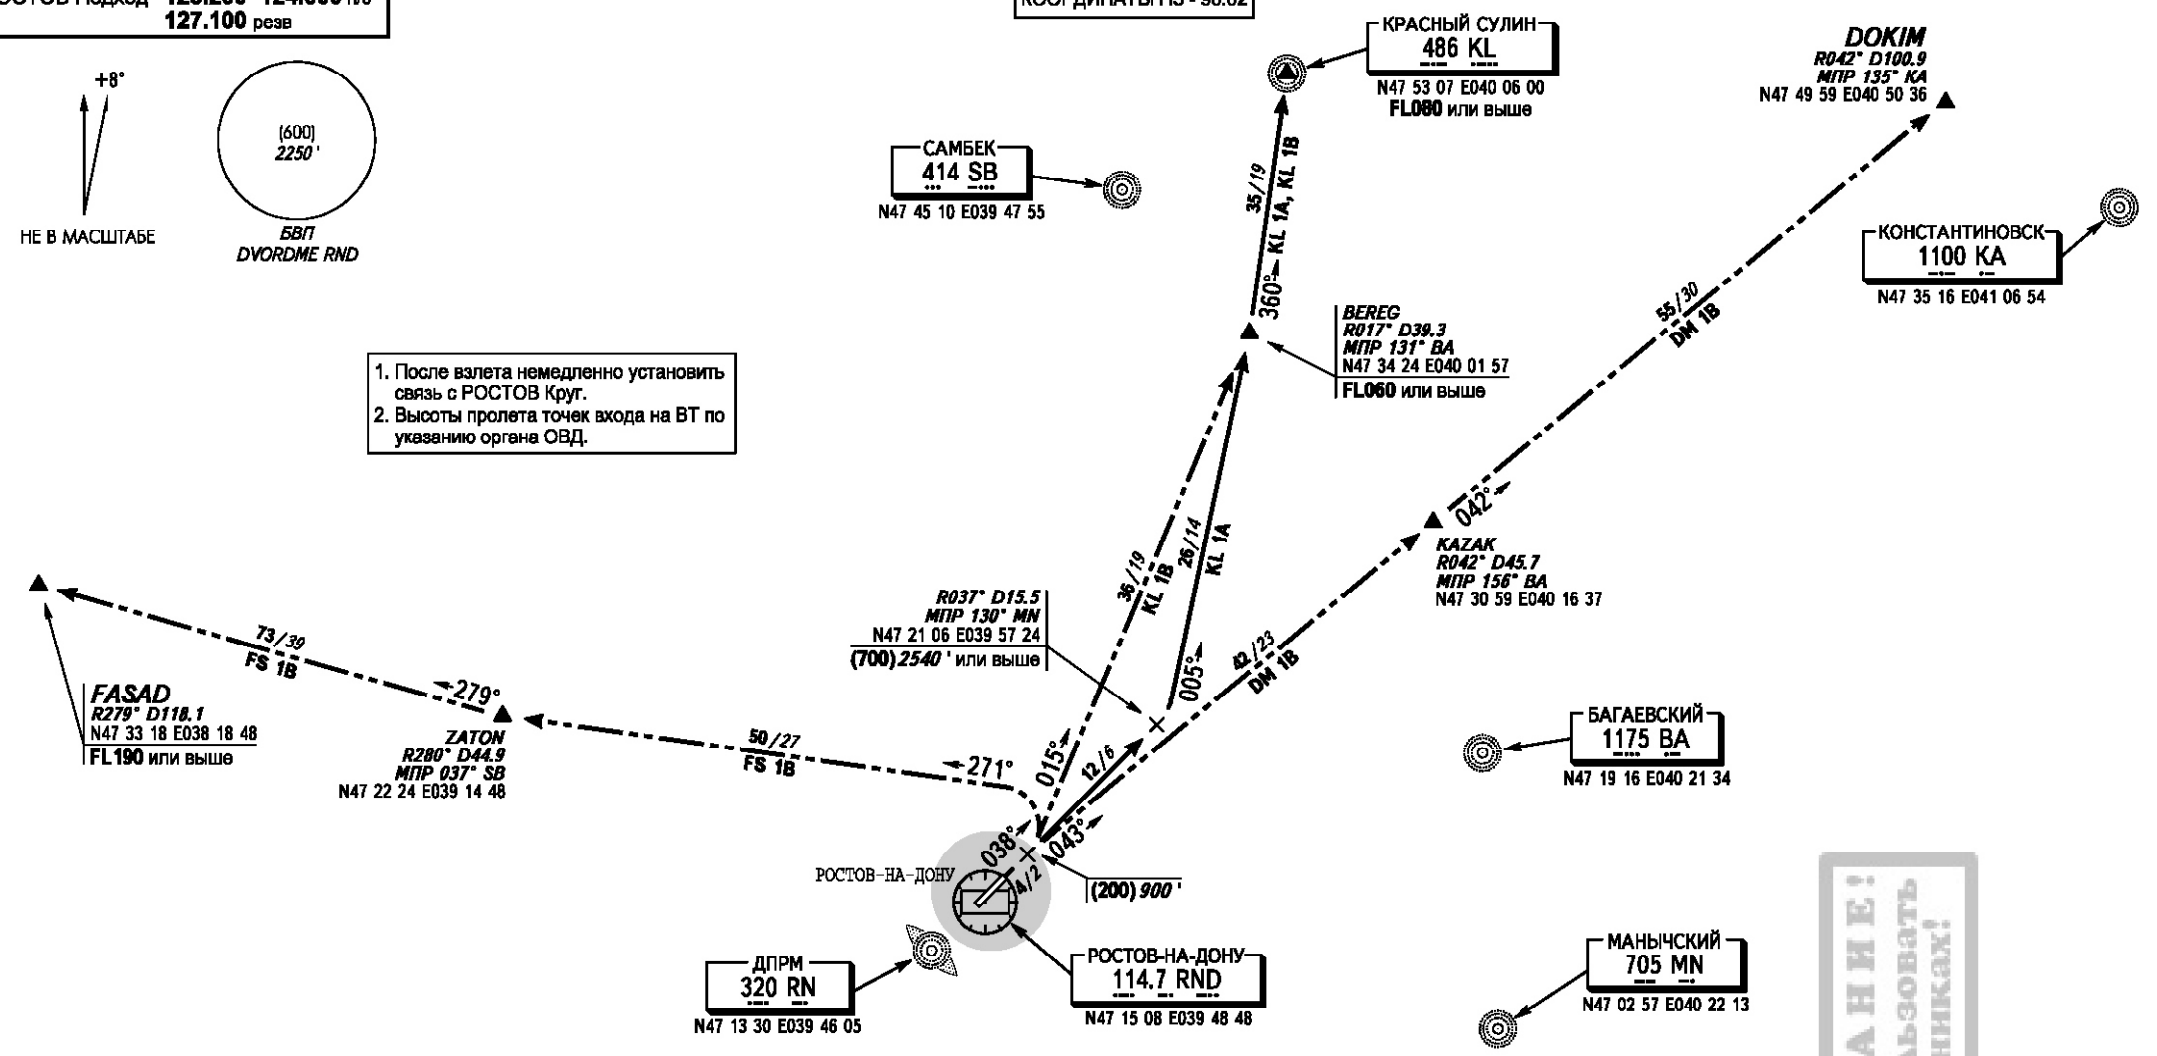 127.100 резв
КООРДИНАТЫ ПЗ - 90.02
КРАСНЫЙ СУЛИН
486 KL
N47 53 07 E040 06 00
FL080 или выше
DOKIM
R042° D100.9
МПР 135° KA
N47 49 59 E040 50 36
+8°
НЕ В МАСШТАБЕ
(600)
2250 '
БВП
DVORDME RND
САМБЕК
414 SB
N47 45 10 E039 47 55
35/19
KL 1A, KL 1B
360°
КОНСТАНТИНОВСК
1100 KA
N47 35 16 E041 06 54
BEREG
R017° D39.3
МПР 131° BA
N47 34 24 E040 01 57
FL060 или выше
55/30
DM 1B
1. После взлета немедленно установить
связь с РОСТОВ Круг.
2. Высоты пролета точек входа на ВТ по
указанию органа ОВД.
042°
KAZAK
R042° D45.7
МПР 156° BA
N47 30 59 E040 16 37
36/19
KL 1B
26/14
KL 1A
R037° D15.5
МПР 130° MN
N47 21 06 E039 57 24
(700) 2540 ' или выше
005°
42/23
DM 1B
73/39
FS 1B
279°
FASAD
R279° D118.1
N47 33 18 E038 18 48
FL190 или выше
ZATON
R280° D44.9
МПР 037° SB
N47 22 24 E039 14 48
50/27
FS 1B
271°
015°
12/6
БАГАЕВСКИЙ
1175 BA
N47 19 16 E040 21 34
038°
043°
4/2
РОСТОВ-НА-ДОНУ
(200) 900 '
ДПРМ
320 RN
N47 13 30 E039 46 05
РОСТОВ-НА-ДОНУ
114.7 RND
N47 15 08 E039 48 48
МАНЫЧСКИЙ
705 MN
N47 02 57 E040 22 13